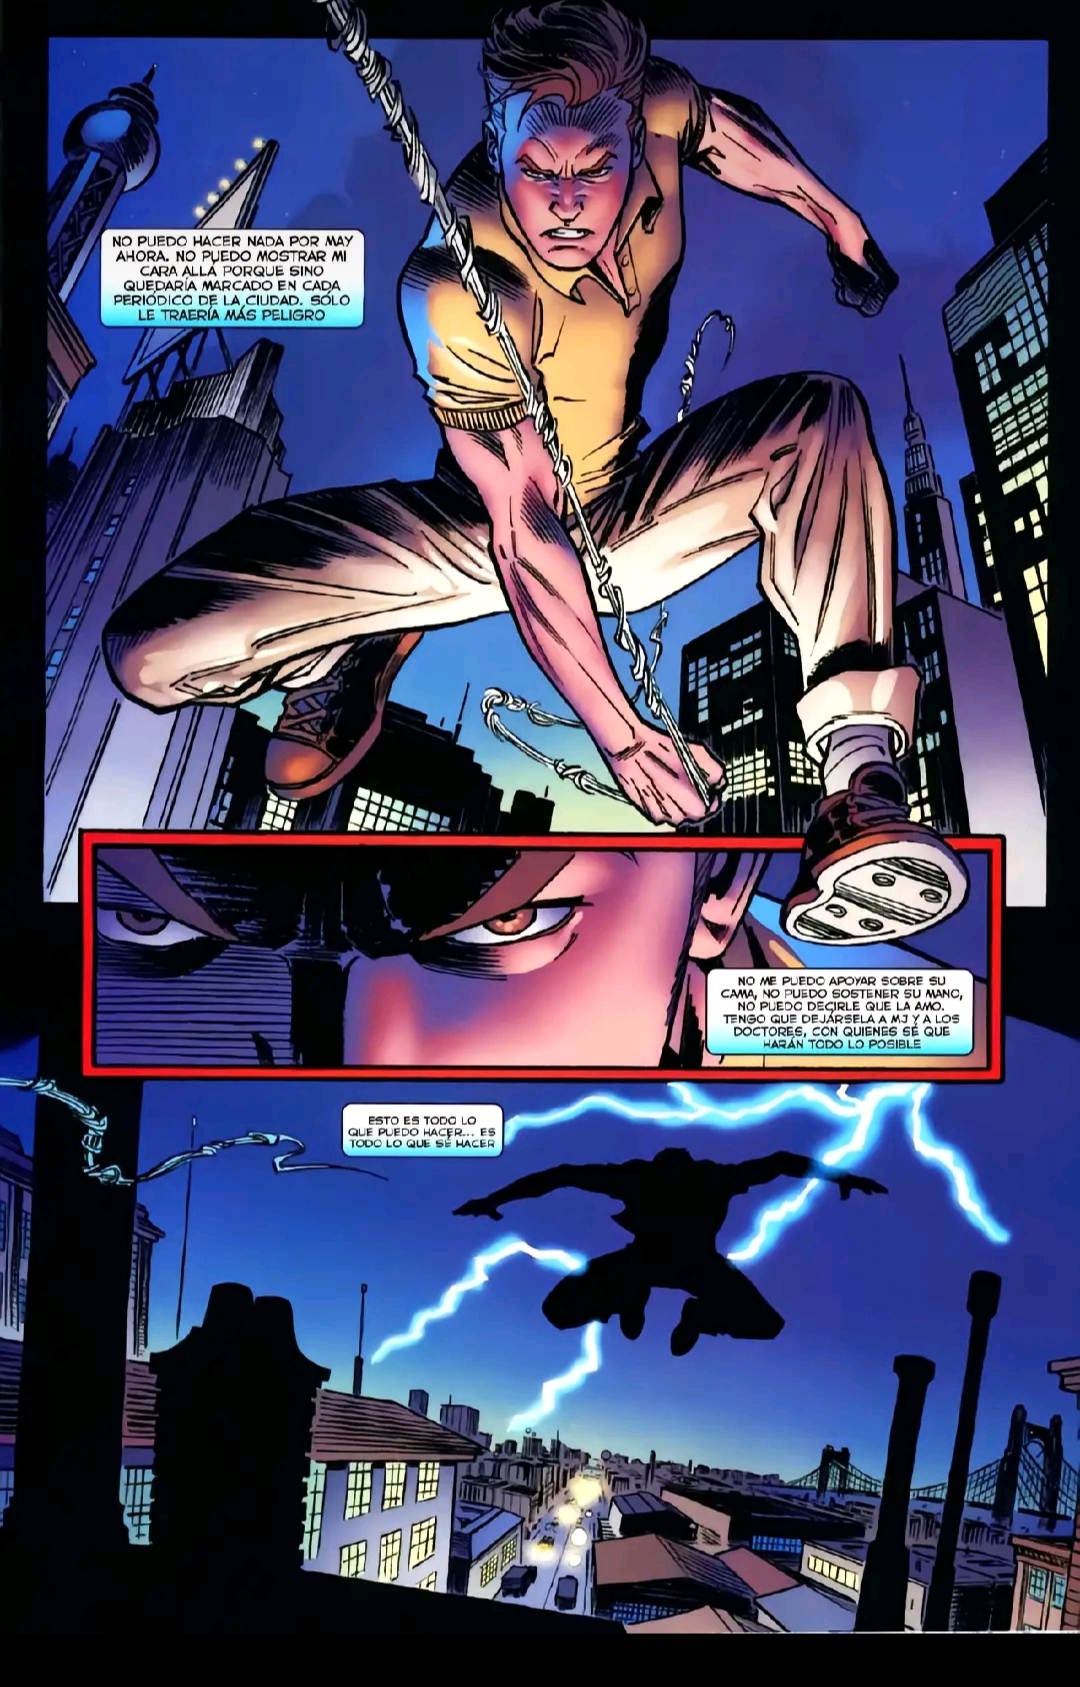 NO PUEDO HACER NADA POR MAY
AHORA. NO PUEDO MOSTRAR MI
CARA ALLÁ PORQUE SINO
QUEDARÍA MARCADO EN CADA
PERIÓDICO DE LA CIUDAD. SÓLO
LE TRAERÍA MÁS PELIGRO
NO ME PUEDO APOYAR SOBRE SU
CAMA, NO PUEDO SOSTENER SU MANO,
NO PUEDO DECIRLE QUE LA AMO.
TENGO QUE DEJÁRSELA A MJ Y A LOS
DOCTORES, CON QUIENES SÉ QUE
HARÁN TODO LO POSIBLE
ESTO ES TODO LO
QUE PUEDO HACER... ES
TODO LO QUE SÉ HACER